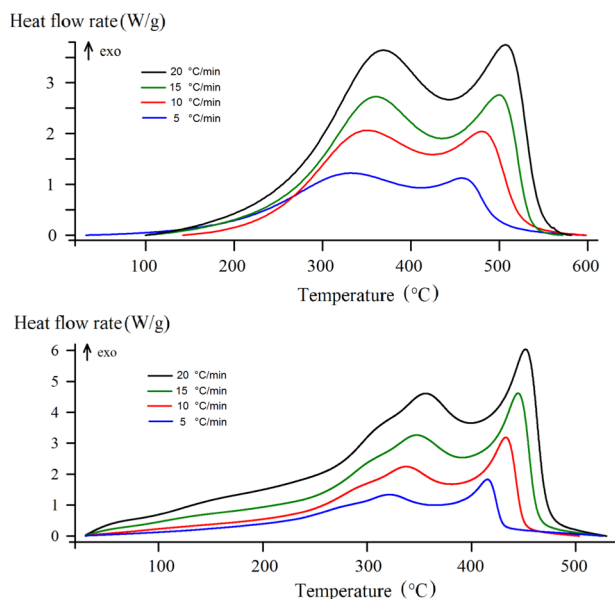 Heat flow rate (W/g)
exo
20 °C/min
15 °C/min
10 °C/min
5 °C/min
3
2
1
0
100 200 300 400 500 600
Temperature (°C)
Heat flow rate (W/g)
exo
20 °C/min
15 °C/min
10 °C/min
5 °C/min
6
5
4
3
2
1
0
100 200 300 400 500
Temperature (°C)